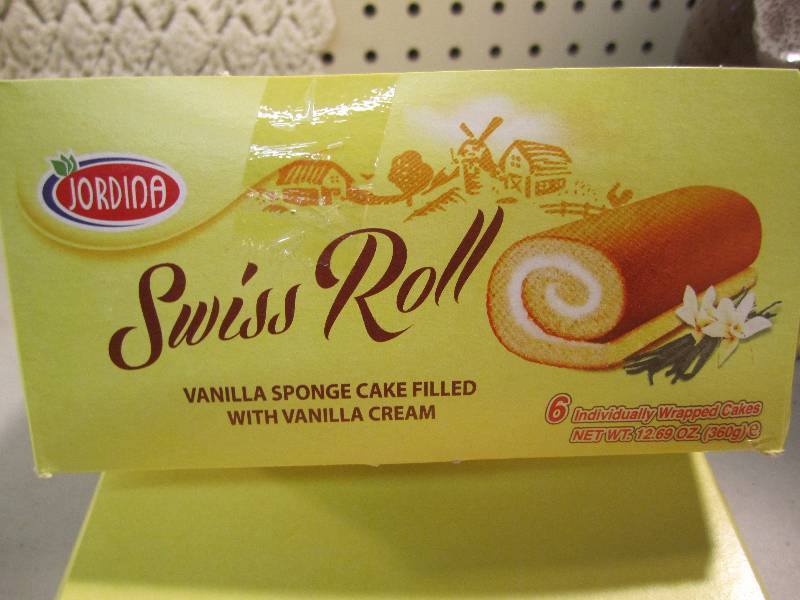 JORDINA
Swiss Roll
VANILLA SPONGE CAKE FILLED
WITH VANILLA CREAM
6 Individually Wrapped Cakes
NET WT. 12.69 OZ. (360g) e